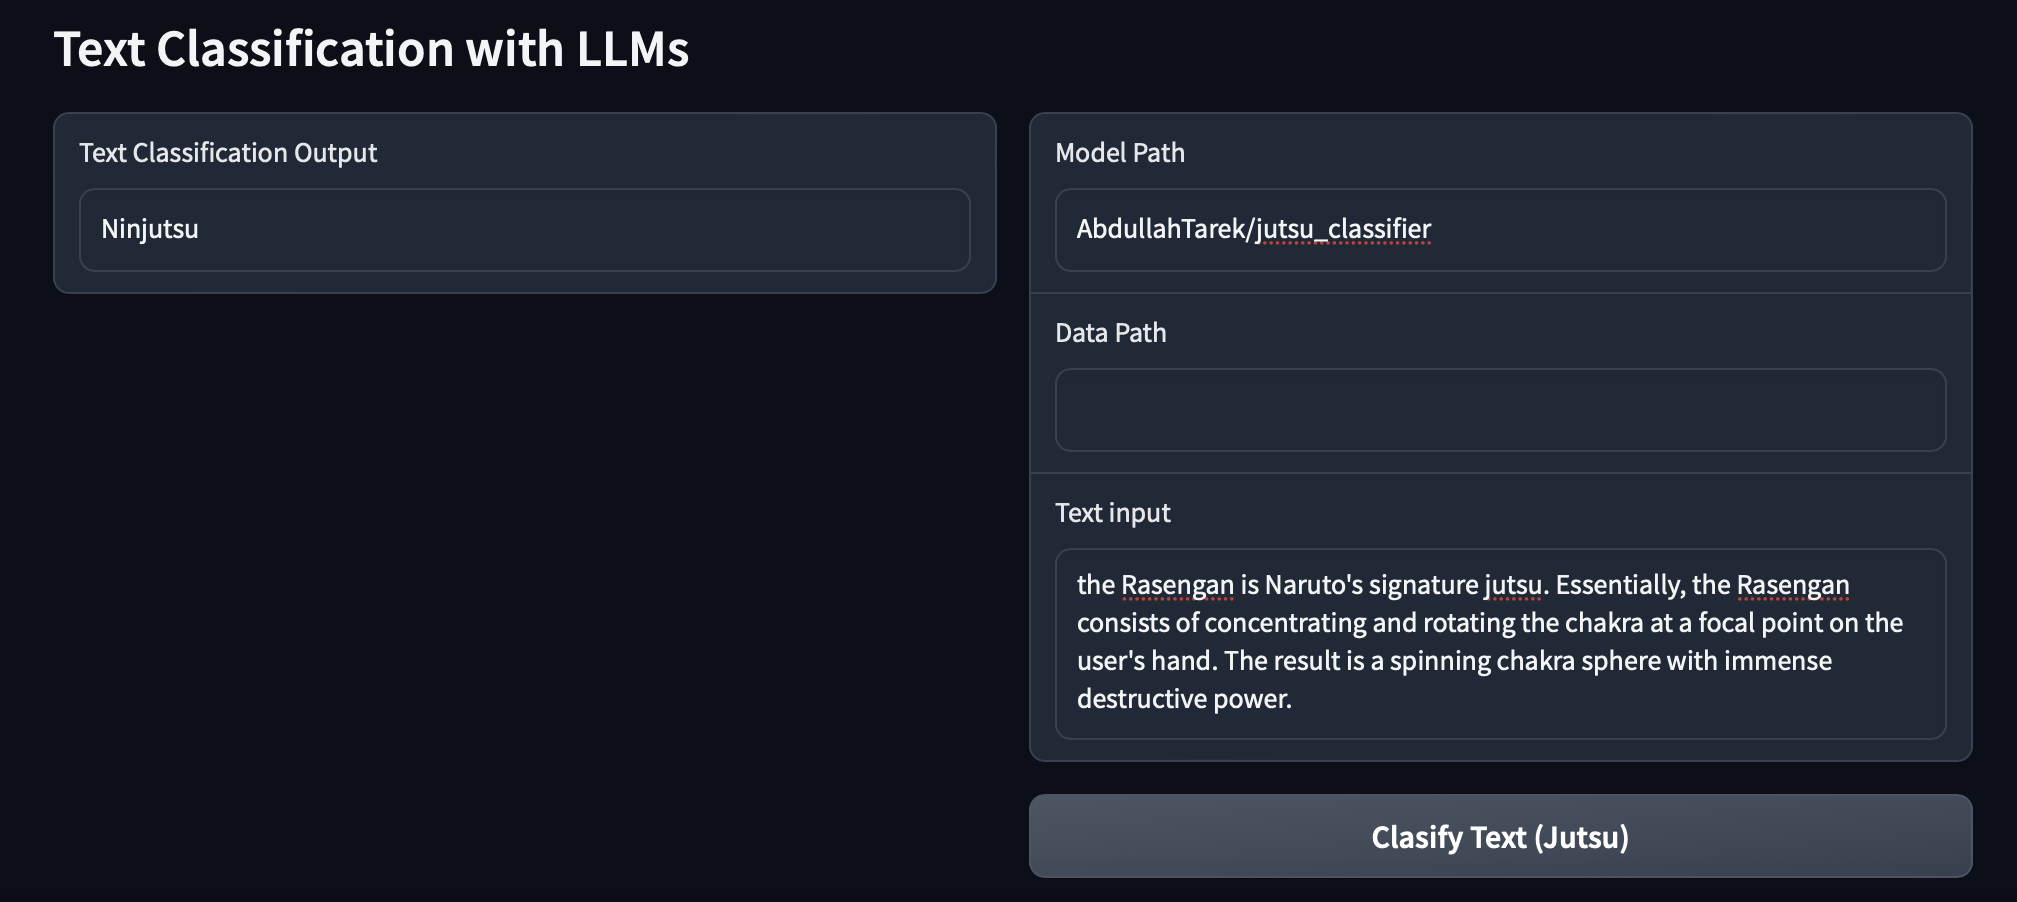 Text Classification with LLMs
Text Classification Output
Ninjutsu
Model Path
AbdullahTarek/jutsu_classifier
Data Path
Text input
the Rasengan is Naruto's signature jutsu. Essentially, the Rasengan
consists of concentrating and rotating the chakra at a focal point on the
user's hand. The result is a spinning chakra sphere with immense
destructive power.
Clasify Text (Jutsu)